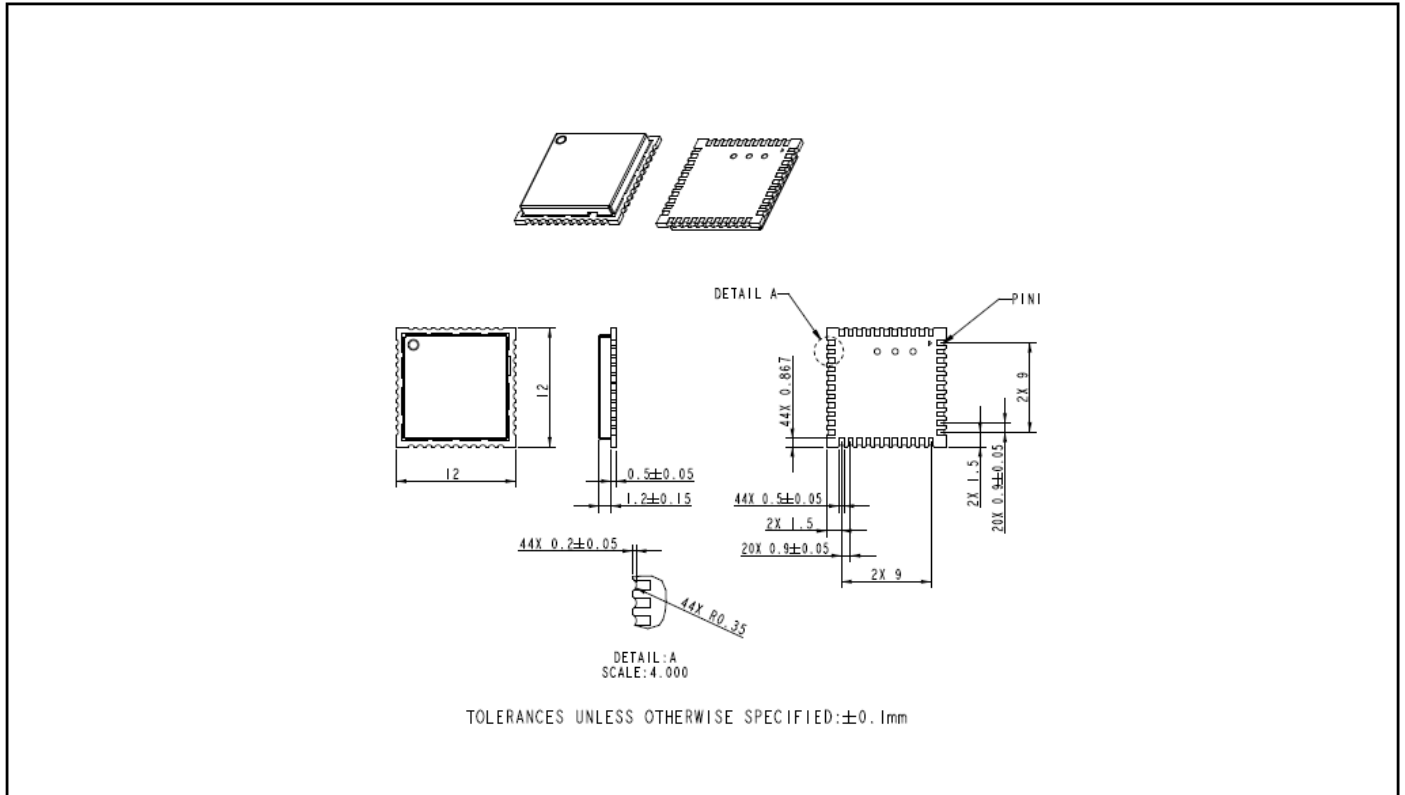 DETAIL A
PIN1
12
12
0.5±0.05
1.2±0.15
44X 0.867
2X 9
2X 1.5
20X 0.9±0.05
44X 0.5±0.05
2X 1.5
20X 0.9±0.05
2X 9
44X 0.2±0.05
44X R0.35
DETAIL:A
SCALE:4.000
TOLERANCES UNLESS OTHERWISE SPECIFIED:±0.1mm